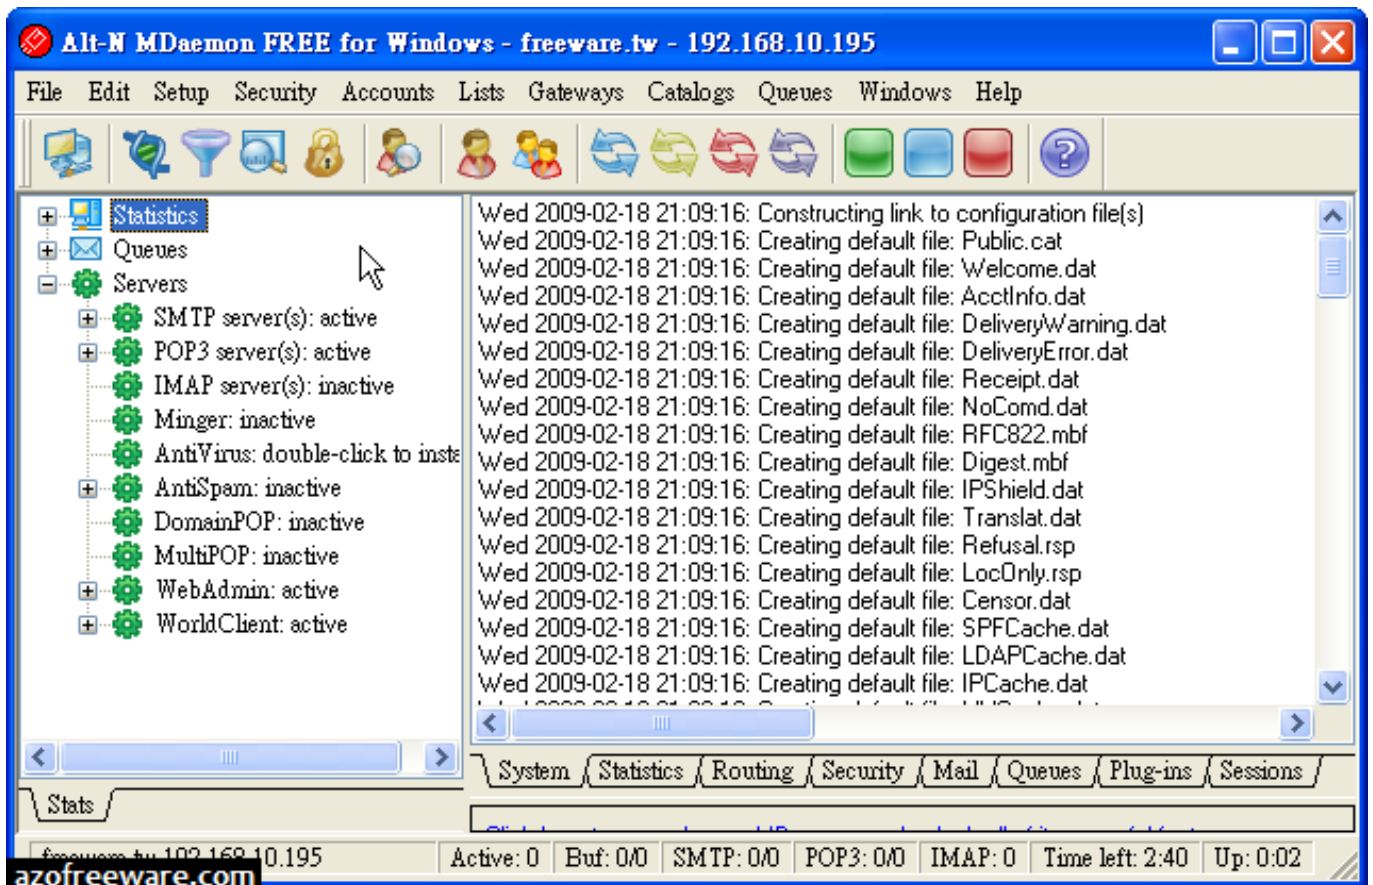 Alt-N MDaemon FREE for Windows - freeware.tw - 192.168.10.195
File Edit Setup Security Accounts Lists Gateways Catalogs Queues Windows Help
Statistics
Queues
Servers
SMTP server(s): active
POP3 server(s): active
IMAP server(s): inactive
Minger: inactive
AntiVirus: double-click to insta
AntiSpam: inactive
DomainPOP: inactive
MultiPOP: inactive
WebAdmin: active
WorldClient: active
Stats
Wed 2009-02-18 21:09:16: Constructing link to configuration file(s)
Wed 2009-02-18 21:09:16: Creating default file: Public.cat
Wed 2009-02-18 21:09:16: Creating default file: Welcome.dat
Wed 2009-02-18 21:09:16: Creating default file: AcctInfo.dat
Wed 2009-02-18 21:09:16: Creating default file: DeliveryWarning.dat
Wed 2009-02-18 21:09:16: Creating default file: DeliveryError.dat
Wed 2009-02-18 21:09:16: Creating default file: Receipt.dat
Wed 2009-02-18 21:09:16: Creating default file: NoComd.dat
Wed 2009-02-18 21:09:16: Creating default file: RFC822.mbf
Wed 2009-02-18 21:09:16: Creating default file: Digest.mbf
Wed 2009-02-18 21:09:16: Creating default file: IPShield.dat
Wed 2009-02-18 21:09:16: Creating default file: Translat.dat
Wed 2009-02-18 21:09:16: Creating default file: Refusal.rsp
Wed 2009-02-18 21:09:16: Creating default file: LocOnly.rsp
Wed 2009-02-18 21:09:16: Creating default file: Censor.dat
Wed 2009-02-18 21:09:16: Creating default file: SPFCache.dat
Wed 2009-02-18 21:09:16: Creating default file: LDAPCache.dat
Wed 2009-02-18 21:09:16: Creating default file: IPCache.dat
System Statistics Routing Security Mail Queues Plug-ins Sessions
192.168.10.195 Active: 0 Buf: 0/0 SMTP: 0/0 POP3: 0/0 IMAP: 0 Time left: 2:40 Up: 0:02
azofreeware.com